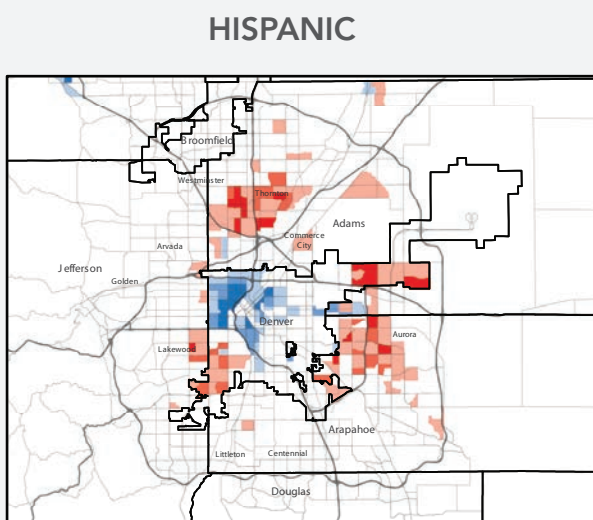 HISPANIC
Broomfield
Westminster
Thornton
Adams
Commerce
City
Arvada
Jefferson
Golden
Denver
Aurora
Lakewood
Arapahoe
Littleton
Centennial
Douglas